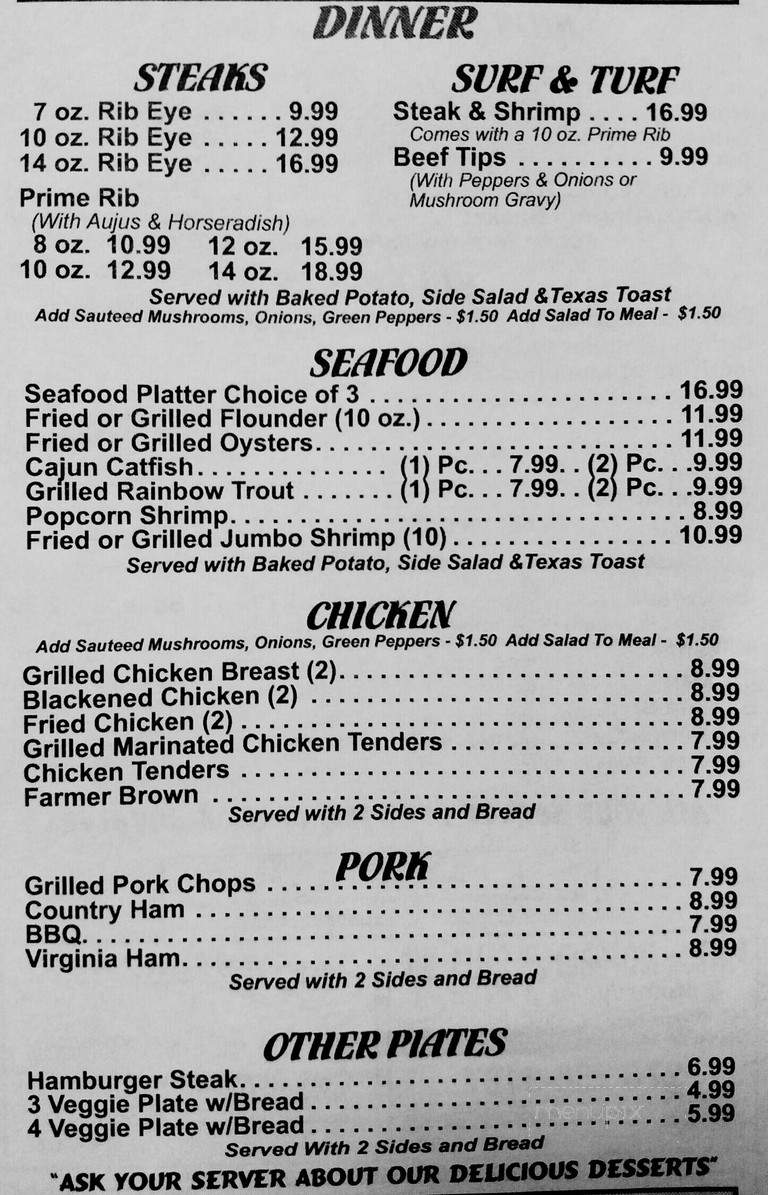 DINNER
STEAKS
7 oz. Rib Eye . . . . . . 9.99
10 oz. Rib Eye . . . . . 12.99
14 oz. Rib Eye . . . . . 16.99
Prime Rib
(With Aujus & Horseradish)
8 oz. 10.99 12 oz. 15.99
10 oz. 12.99 14 oz. 18.99
SURF & TURF
Steak & Shrimp . . . . 16.99
Comes with a 10 oz. Prime Rib
Beef Tips . . . . . . . . . . 9.99
(With Peppers & Onions or
Mushroom Gravy)
Served with Baked Potato, Side Salad & Texas Toast
Add Sauteed Mushrooms, Onions, Green Peppers - $1.50 Add Salad To Meal - $1.50
SEAFOOD
Seafood Platter Choice of 3 . . . . . . . . . . . . . . . . . . . . . . . 16.99
Fried or Grilled Flounder (10 oz.) . . . . . . . . . . . . . . . . . . . 11.99
Fried or Grilled Oysters. . . . . . . . . . . . . . . . . . . . . . . . . . . 11.99
Cajun Catfish. . . . . . . . . . . . . . . (1) Pc. . . 7.99. . (2) Pc. . .9.99
Grilled Rainbow Trout . . . . . . . (1) Pc. . . 7.99. . (2) Pc. . .9.99
Popcorn Shrimp. . . . . . . . . . . . . . . . . . . . . . . . . . . . . . . . . . 8.99
Fried or Grilled Jumbo Shrimp (10) . . . . . . . . . . . . . . . . . 10.99
Served with Baked Potato, Side Salad & Texas Toast
CHICKEN
Add Sauteed Mushrooms, Onions, Green Peppers - $1.50 Add Salad To Meal - $1.50
Grilled Chicken Breast (2). . . . . . . . . . . . . . . . . . . . . . . . . . 8.99
Blackened Chicken (2) . . . . . . . . . . . . . . . . . . . . . . . . . . . . 8.99
Fried Chicken (2) . . . . . . . . . . . . . . . . . . . . . . . . . . . . . . . . . 8.99
Grilled Marinated Chicken Tenders . . . . . . . . . . . . . . . . . . 7.99
Chicken Tenders . . . . . . . . . . . . . . . . . . . . . . . . . . . . . . . . . 7.99
Farmer Brown . . . . . . . . . . . . . . . . . . . . . . . . . . . . . . . . . . . 7.99
Served with 2 Sides and Bread
PORK
Grilled Pork Chops . . . . . . . . . . . . . . . . . . . . . . . . . . . . . . . 7.99
Country Ham . . . . . . . . . . . . . . . . . . . . . . . . . . . . . . . . . . . . 8.99
BBQ. . . . . . . . . . . . . . . . . . . . . . . . . . . . . . . . . . . . . . . . . . . . . 7.99
Virginia Ham. . . . . . . . . . . . . . . . . . . . . . . . . . . . . . . . . . . . . 8.99
Served with 2 Sides and Bread
OTHER PLATES
Hamburger Steak. . . . . . . . . . . . . . . . . . . . . . . . . . . . . . . . . 6.99
3 Veggie Plate w/Bread . . . . . . . . . . . . . . . . . . . . . . . . . . . . 4.99
4 Veggie Plate w/Bread . . . . . . . . . . . . . . . . . . . . . . . . . . . . 5.99
menupix
Served With 2 Sides and Bread
"ASK YOUR SERVER ABOUT OUR DELICIOUS DESSERTS"